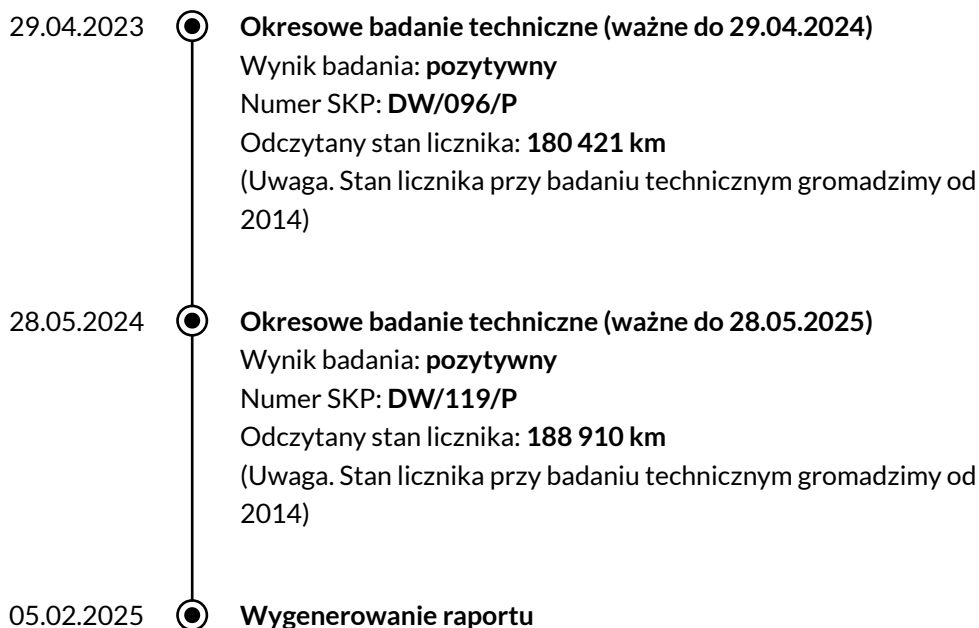 29.04.2023 Okresowe badanie techniczne (ważne do 29.04.2024)
Wynik badania: pozytywny
Numer SKP: DW/096/P
Odczytany stan licznika: 180 421 km
(Uwaga. Stan licznika przy badaniu technicznym gromadzimy od
2014)
28.05.2024 Okresowe badanie techniczne (ważne do 28.05.2025)
Wynik badania: pozytywny
Numer SKP: DW/119/P
Odczytany stan licznika: 188 910 km
(Uwaga. Stan licznika przy badaniu technicznym gromadzimy od
2014)
05.02.2025 Wygenerowanie raportu